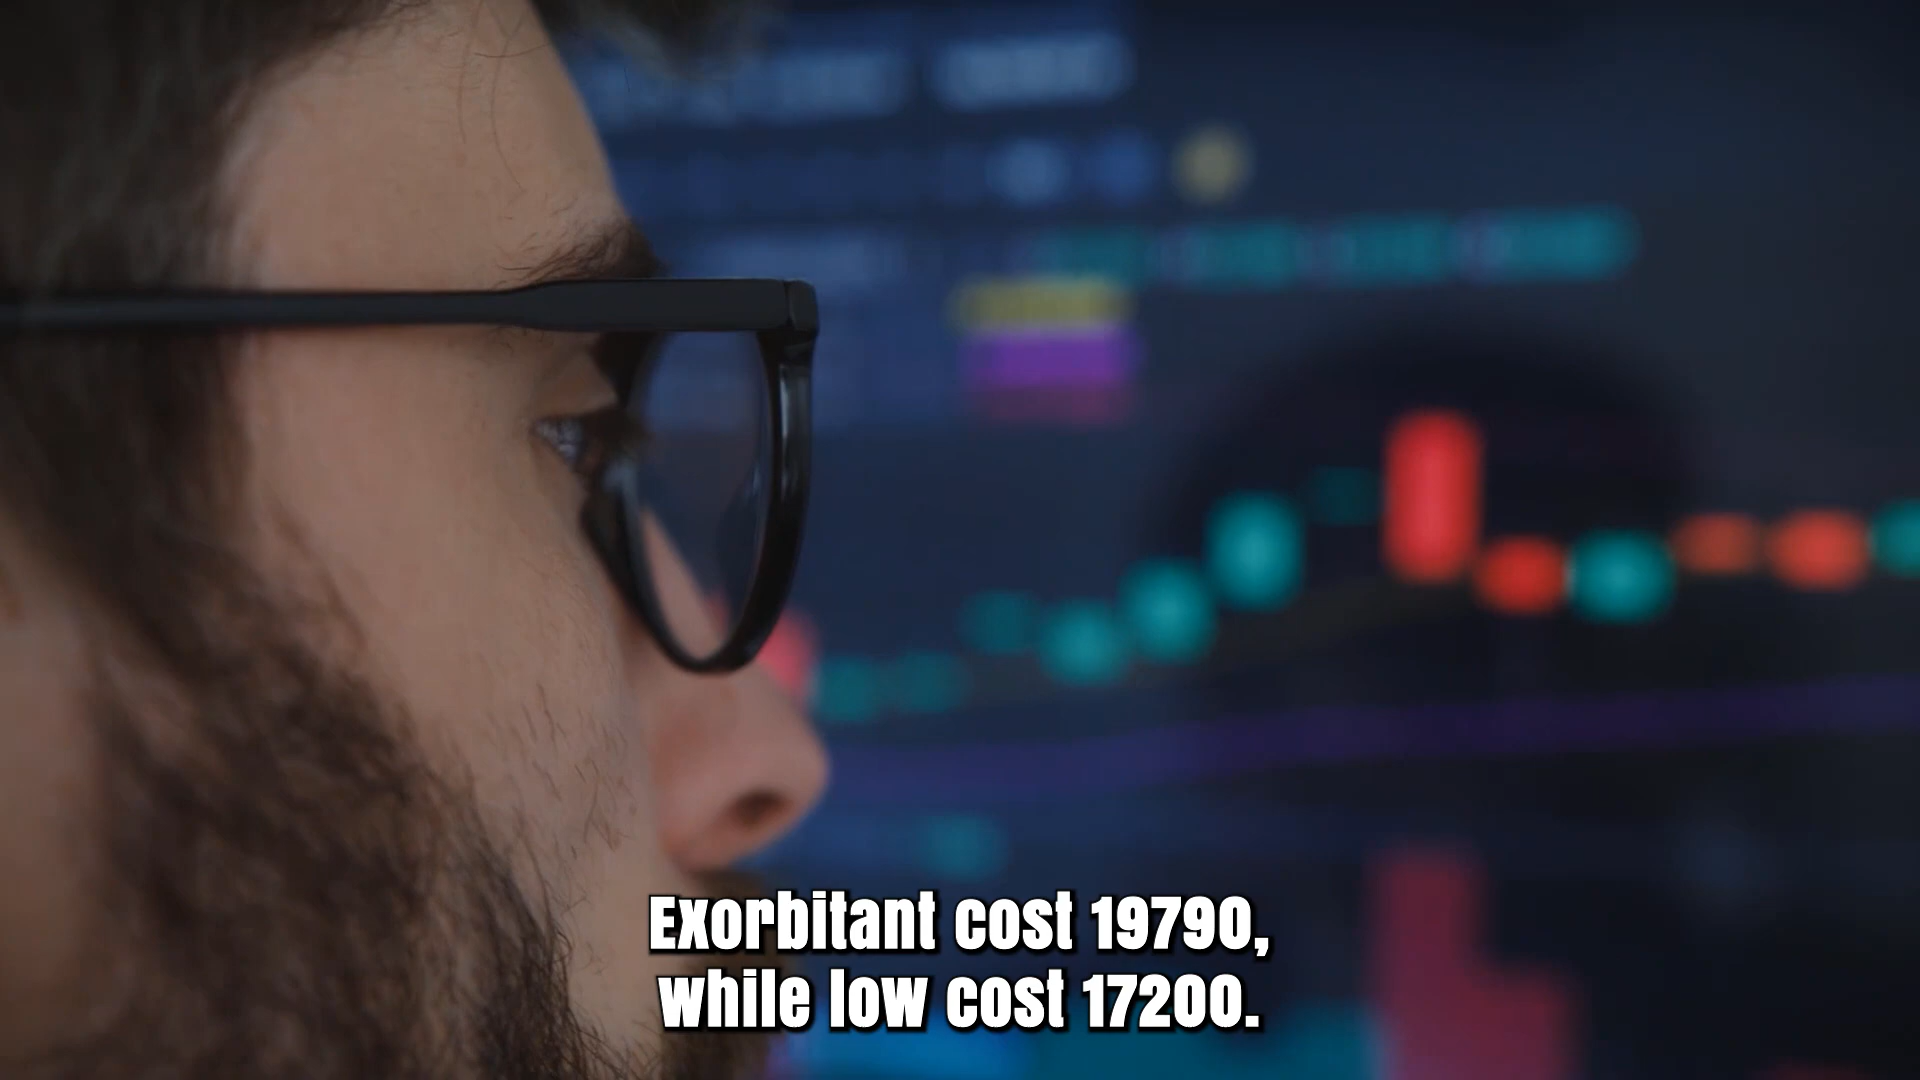 Exorbitant cost 19790,
while low cost 17200.